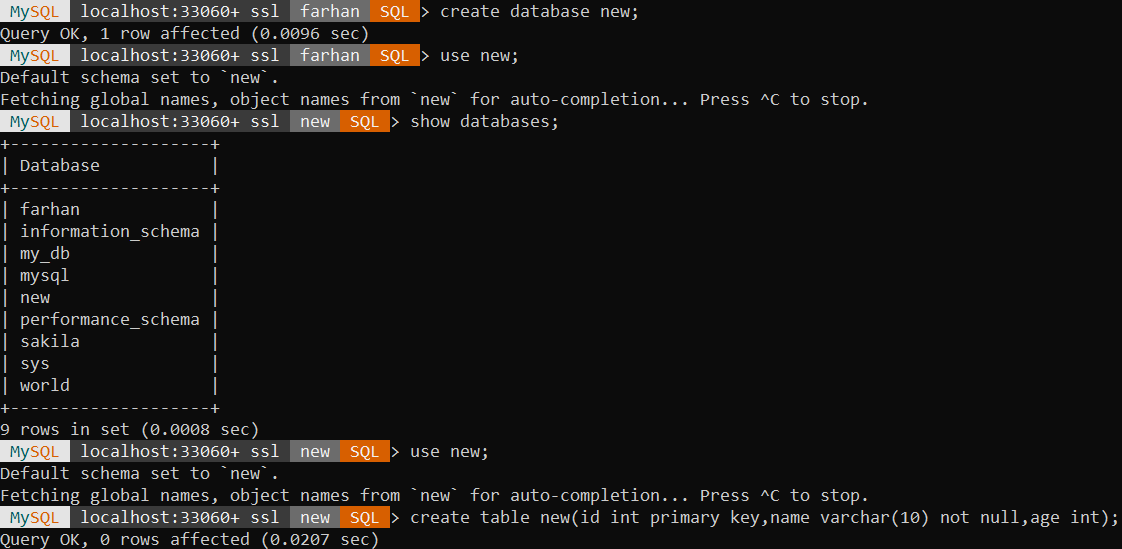 MySQL localhost:33060+ ssl farhan SQL > create database new;
Query OK, 1 row affected (0.0096 sec)
MySQL localhost:33060+ ssl farhan SQL > use new;
Default schema set to `new`.
Fetching global names, object names from `new` for auto-completion... Press ^C to stop.
MySQL localhost:33060+ ssl new SQL > show databases;
+--------------------+
| Database           |
+--------------------+
| farhan             |
| information_schema |
| my_db              |
| mysql              |
| new                |
| performance_schema |
| sakila             |
| sys                |
| world              |
+--------------------+
9 rows in set (0.0008 sec)
MySQL localhost:33060+ ssl new SQL > use new;
Default schema set to `new`.
Fetching global names, object names from `new` for auto-completion... Press ^C to stop.
MySQL localhost:33060+ ssl new SQL > create table new(id int primary key,name varchar(10) not null,age int);
Query OK, 0 rows affected (0.0207 sec)